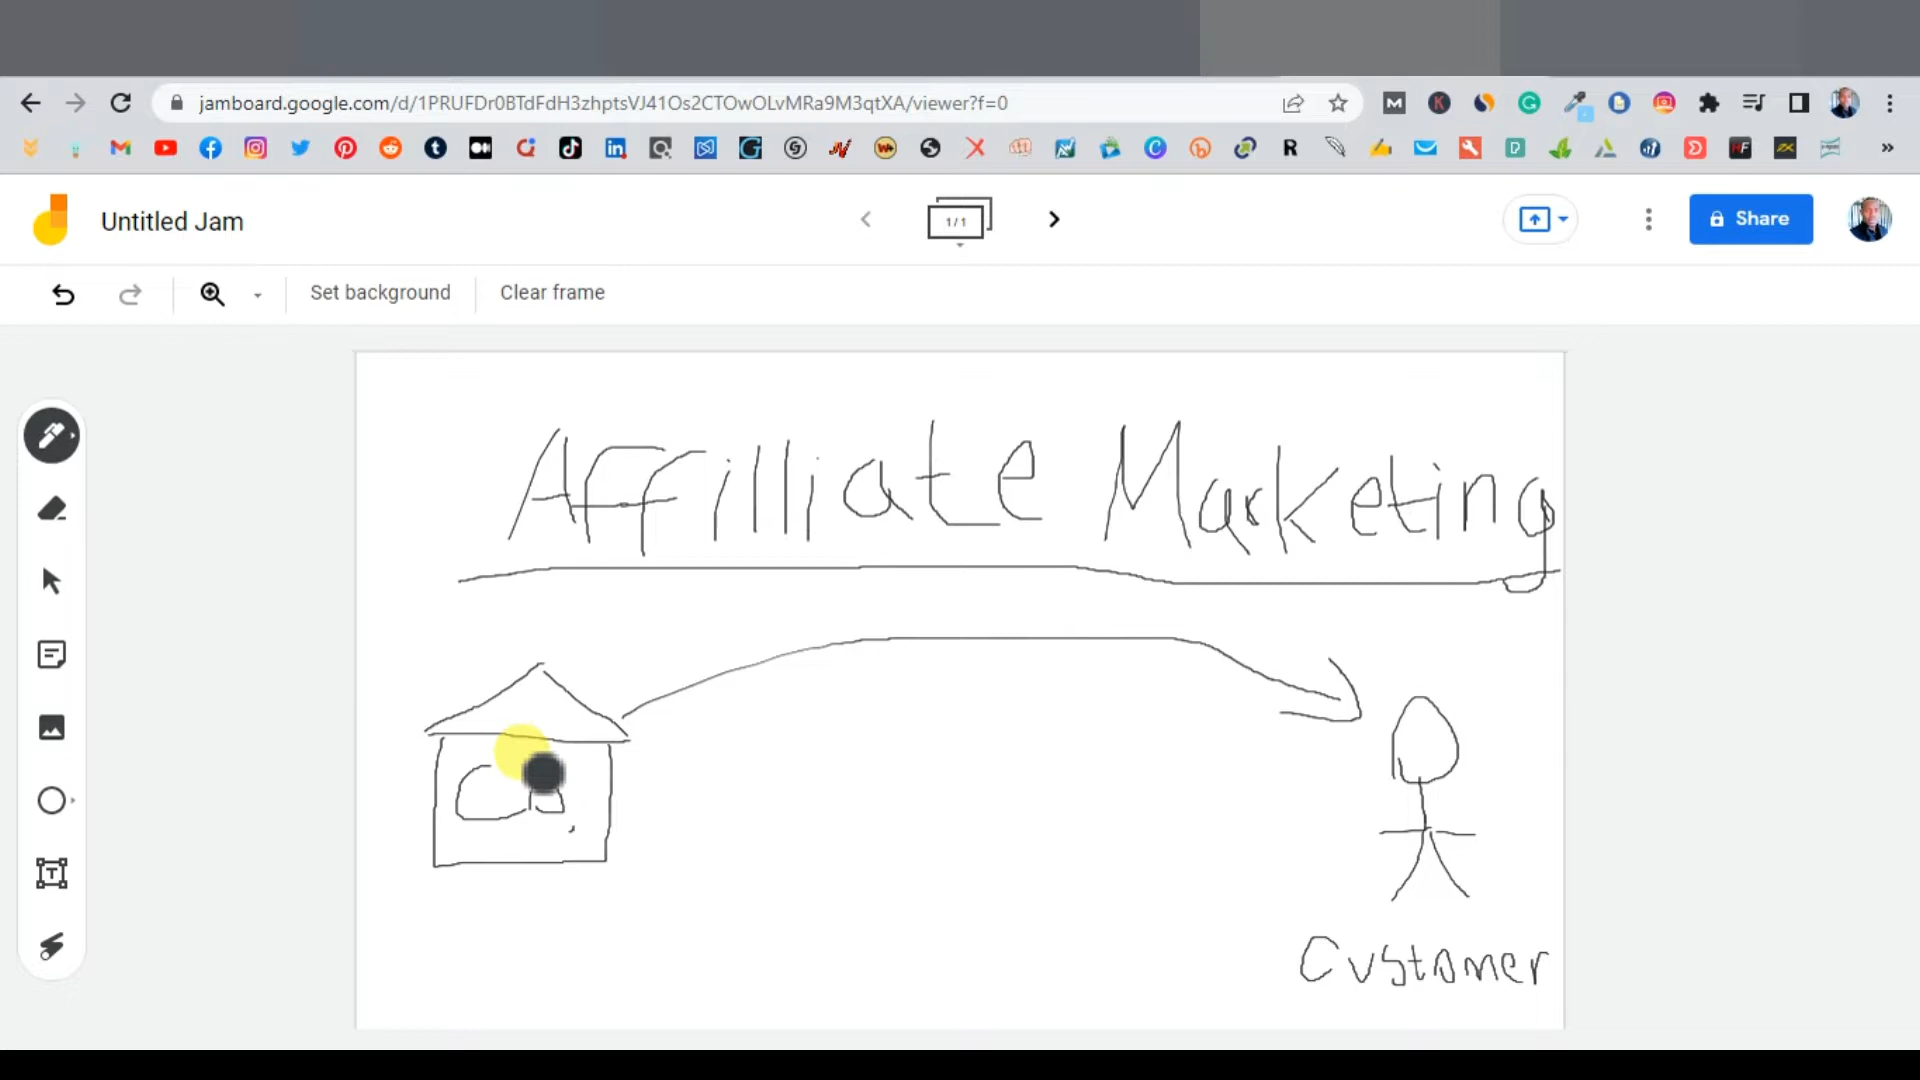 jamboard.google.com/d/1PRUFDr0BTdFdH3zhptsVJ41Os2CTOwOLvMRa9M3qtXA/viewer?f=0
Untitled Jam
1/1
Share
Set background
Clear frame
Affilliate Marketing
Customer